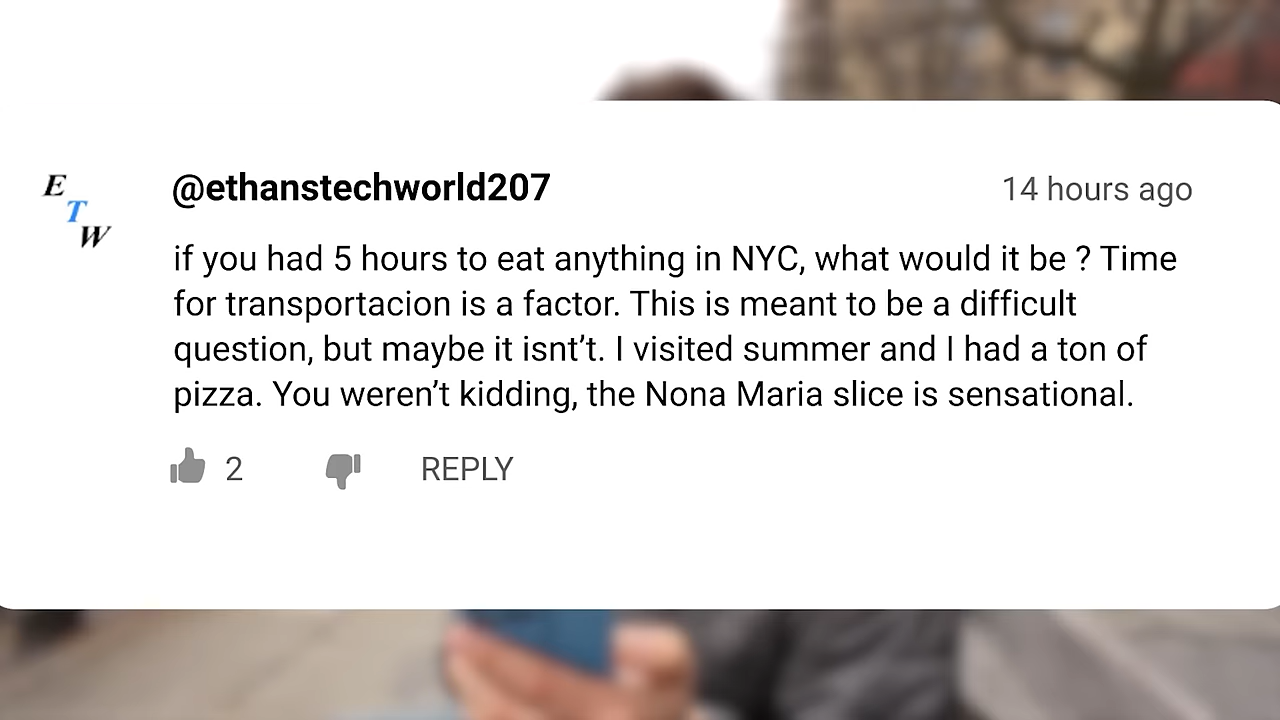 E
T
W
@ethanstechworld207
14 hours ago
if you had 5 hours to eat anything in NYC, what would it be ? Time
for transportacion is a factor. This is meant to be a difficult
question, but maybe it isnt’t. I visited summer and I had a ton of
pizza. You weren’t kidding, the Nona Maria slice is sensational.
2
REPLY